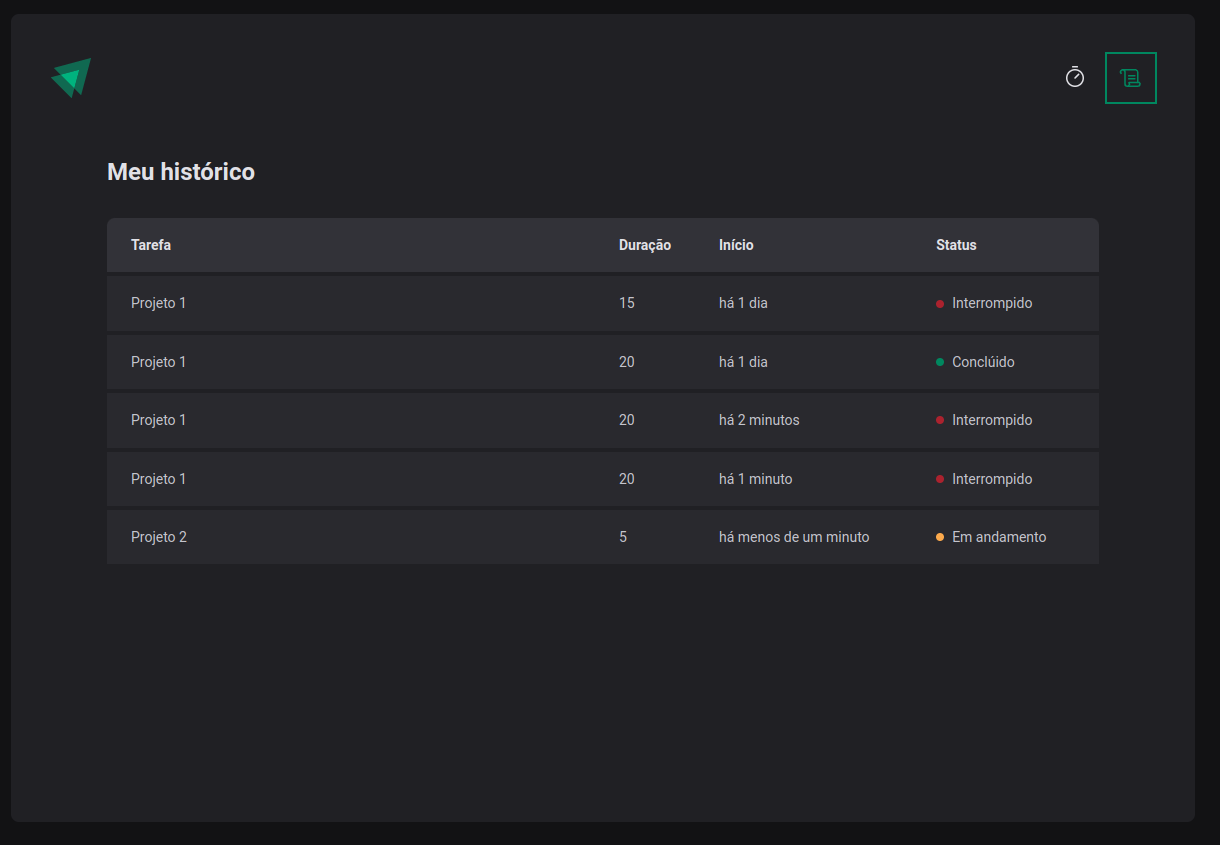 Meu histórico
Tarefa Duração Início Status
Projeto 1 15 há 1 dia Interrompido
Projeto 1 20 há 1 dia Conclúido
Projeto 1 20 há 2 minutos Interrompido
Projeto 1 20 há 1 minuto Interrompido
Projeto 2 5 há menos de um minuto Em andamento